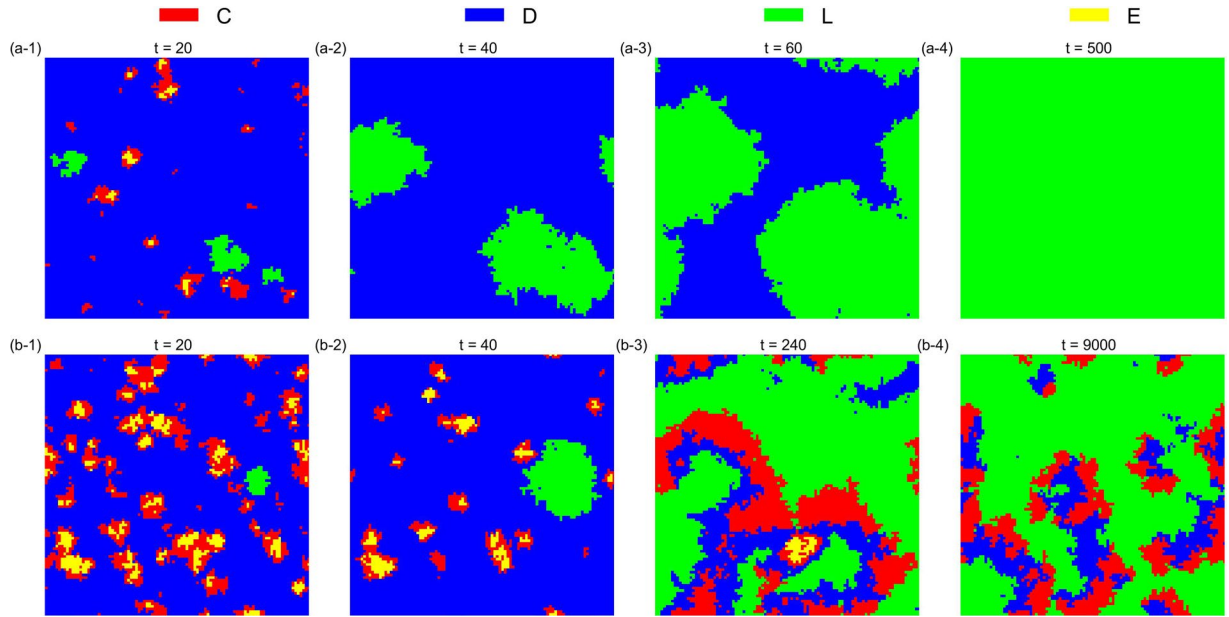 C D L E
(a-1) t = 20 (a-2) t = 40 (a-3) t = 60 (a-4) t = 500
(b-1) t = 20 (b-2) t = 40 (b-3) t = 240 (b-4) t = 9000